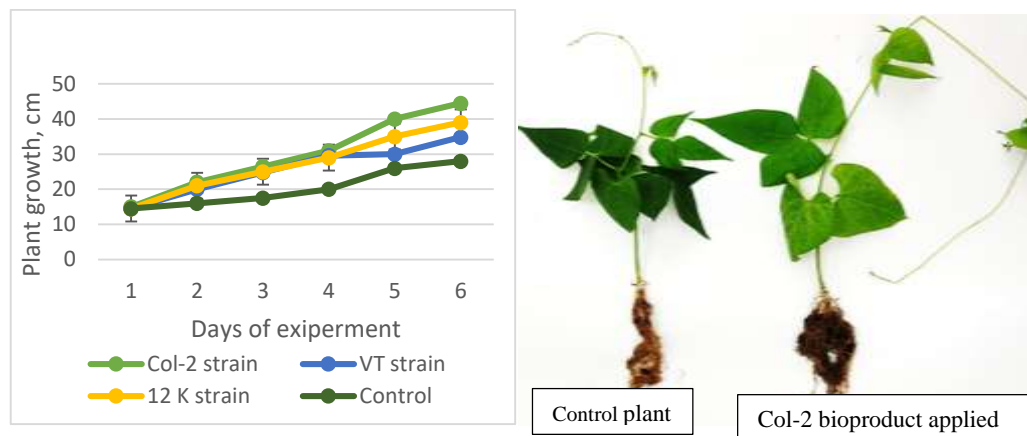 Plant growth, cm
50
40
30
20
10
0
1 2 3 4 5 6
Days of exiperment
Col-2 strain VT strain
12 K strain Control
Control plant
Col-2 bioproduct applied